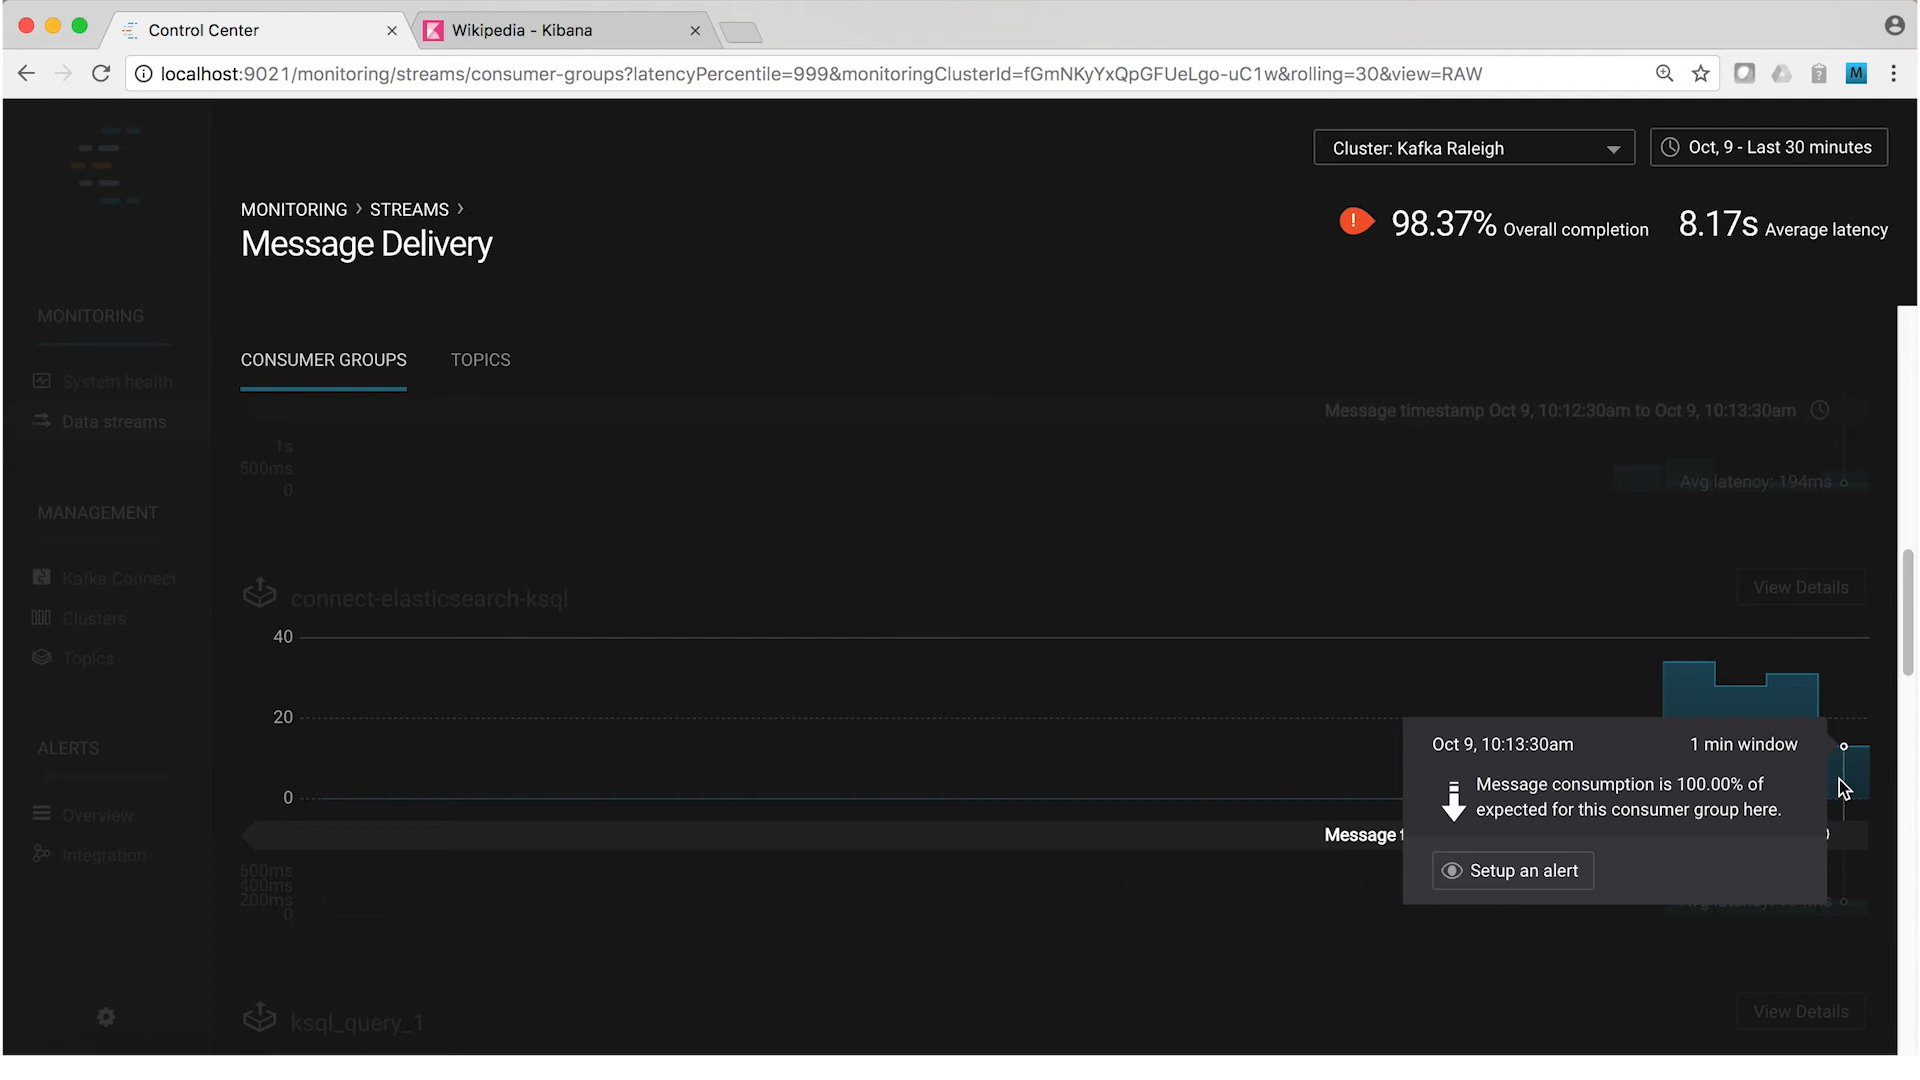 Control Center
Wikipedia - Kibana
localhost:9021/monitoring/streams/consumer-groups?latencyPercentile=999&monitoringClusterId=fGmNKyYxQpGFUeLgo-uC1w&rolling=30&view=RAW
M
Cluster: Kafka Raleigh
Oct, 9 - Last 30 minutes
MONITORING › STREAMS ›
Message Delivery
! 98.37% Overall completion 8.17s Average latency
MONITORING
System health
Data streams
MANAGEMENT
Kafka Connect
Clusters
Topics
ALERTS
Overview
Integration
CONSUMER GROUPS
TOPICS
Message timestamp Oct 9, 10:12:30am to Oct 9, 10:13:30am
1s
500ms
0
Avg latency: 194ms
connect-elasticsearch-ksql
View Details
40
20
0
Oct 9, 10:13:30am 1 min window
Message consumption is 100.00% of
expected for this consumer group here.
Setup an alert
Message
600ms
400ms
200ms
0
ksql_query_1
View Details